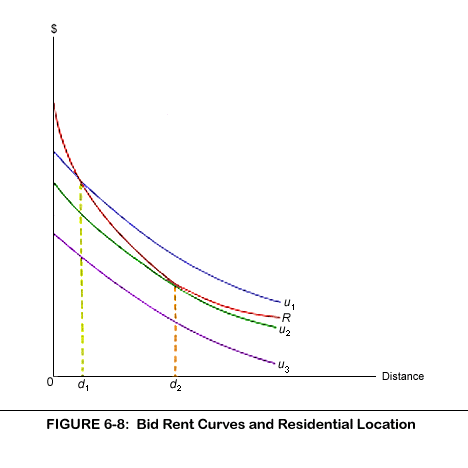 $
u1
R
u2
u3
0
d1
d2
Distance
FIGURE 6-8: Bid Rent Curves and Residential Location